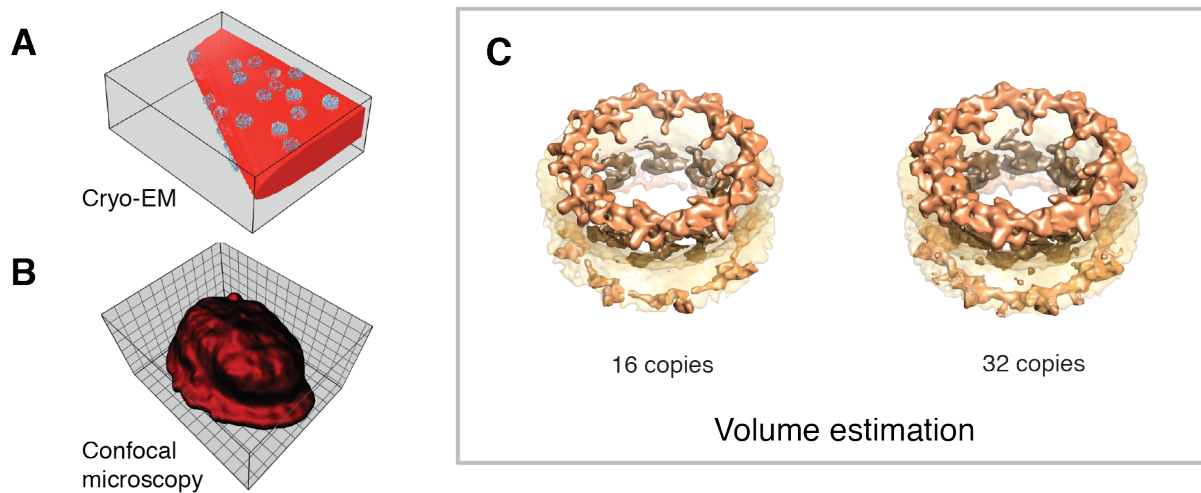 A
Cryo-EM
B
Confocal
microscopy
C
16 copies
32 copies
Volume estimation